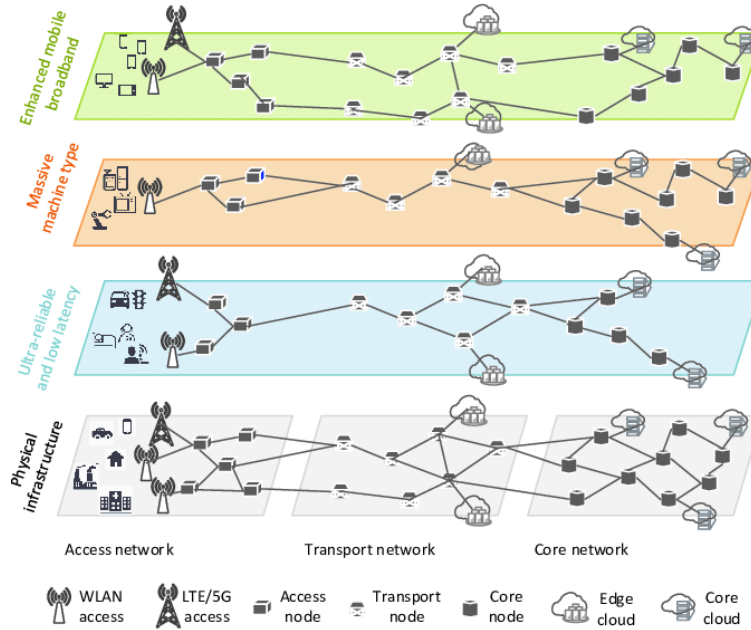 Enhanced mobile
broadband
Massive
machine type
Ultra-reliable
and low latency
Physical
infrastructure
Access network
Transport network
Core network
WLAN
access
LTE/5G
access
Access
node
Transport
node
Core
node
Edge
cloud
Core
cloud